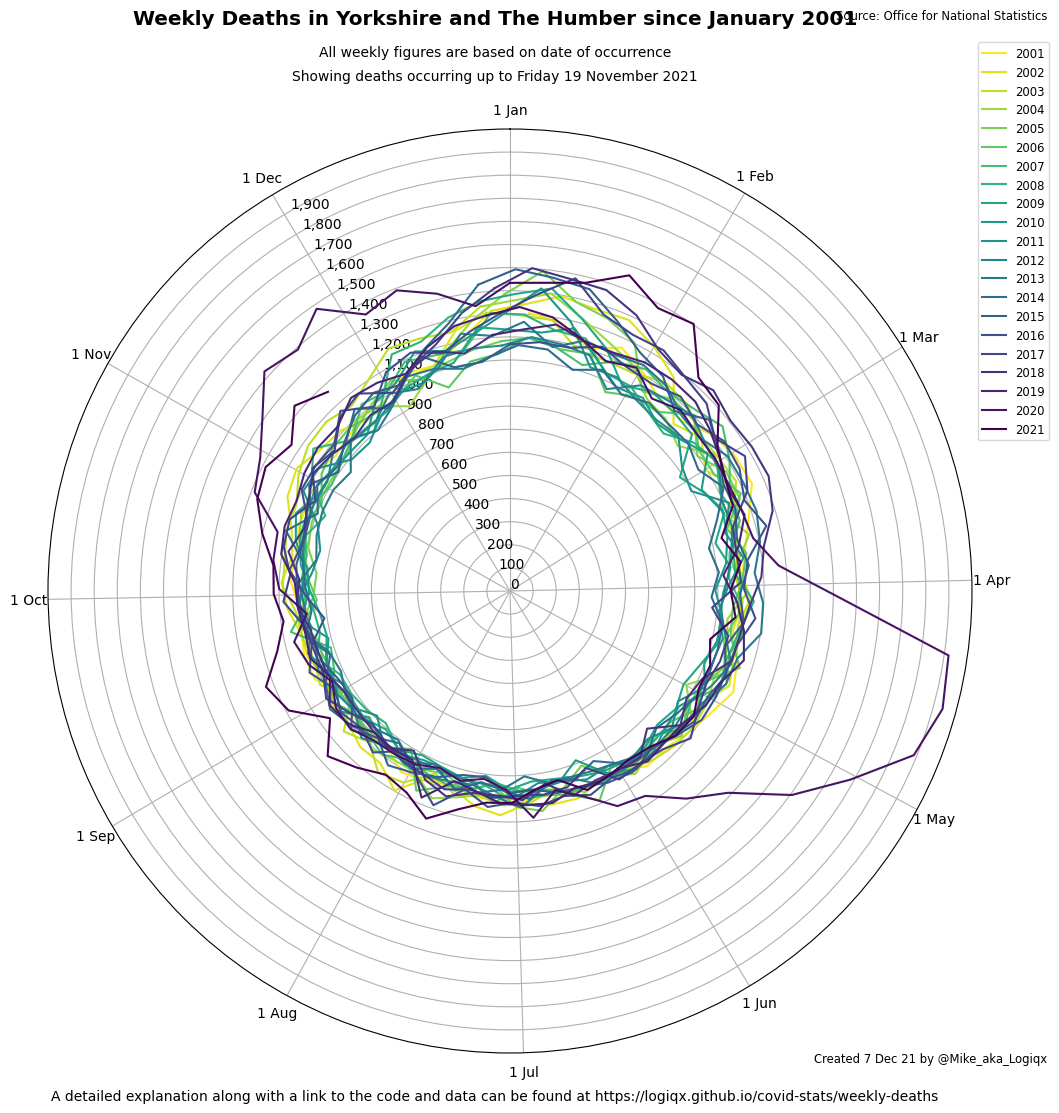 Weekly Deaths in Yorkshire and The Humber since January 2001
Source: Office for National Statistics
All weekly figures are based on date of occurrence
Showing deaths occurring up to Friday 19 November 2021
1 Jan
1 Feb
1 Mar
1 Apr
1 May
1 Jun
1 Jul
1 Aug
1 Sep
1 Oct
1 Nov
1 Dec
1,900
1,800
1,700
1,600
1,500
1,400
1,300
1,200
1,100
900
800
700
600
500
400
300
200
100
0
2001
2002
2003
2004
2005
2006
2007
2008
2009
2010
2011
2012
2013
2014
2015
2016
2017
2018
2019
2020
2021
Created 7 Dec 21 by @Mike_aka_Logiqx
A detailed explanation along with a link to the code and data can be found at https://logiqx.github.io/covid-stats/weekly-deaths